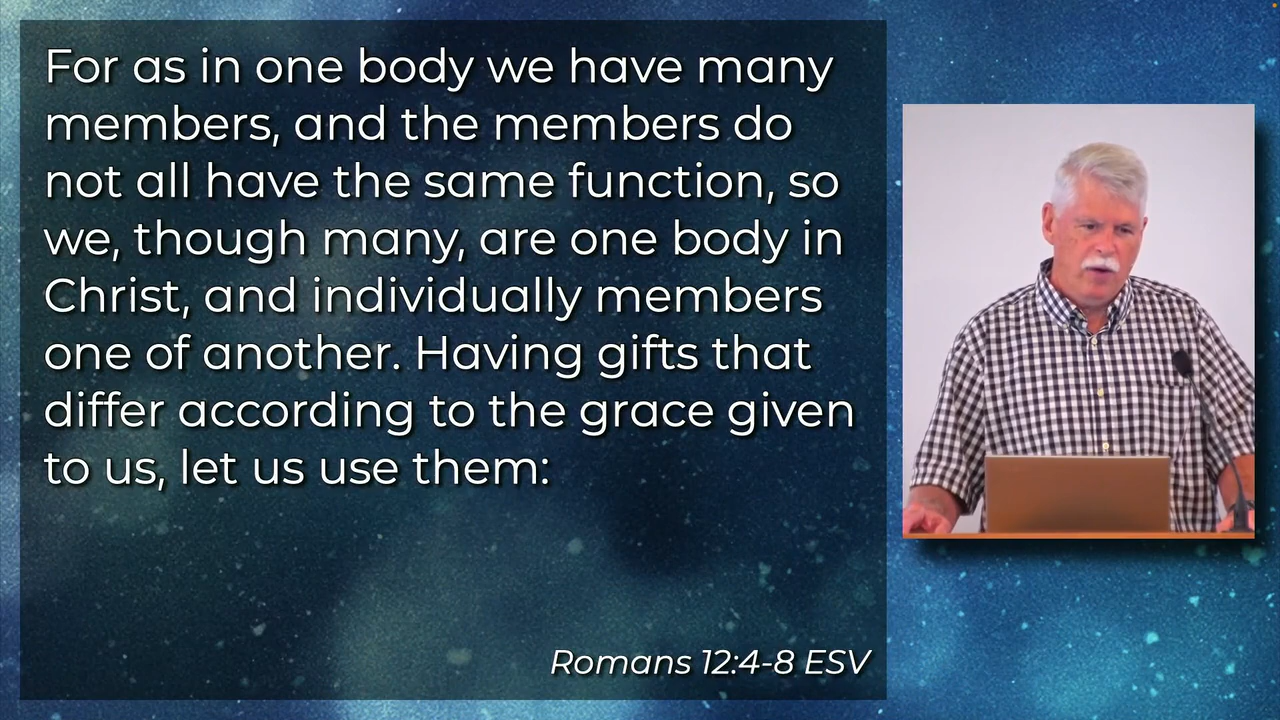 For as in one body we have many
members, and the members do
not all have the same function, so
we, though many, are one body in
Christ, and individually members
one of another. Having gifts that
differ according to the grace given
to us, let us use them:
Romans 12:4-8 ESV